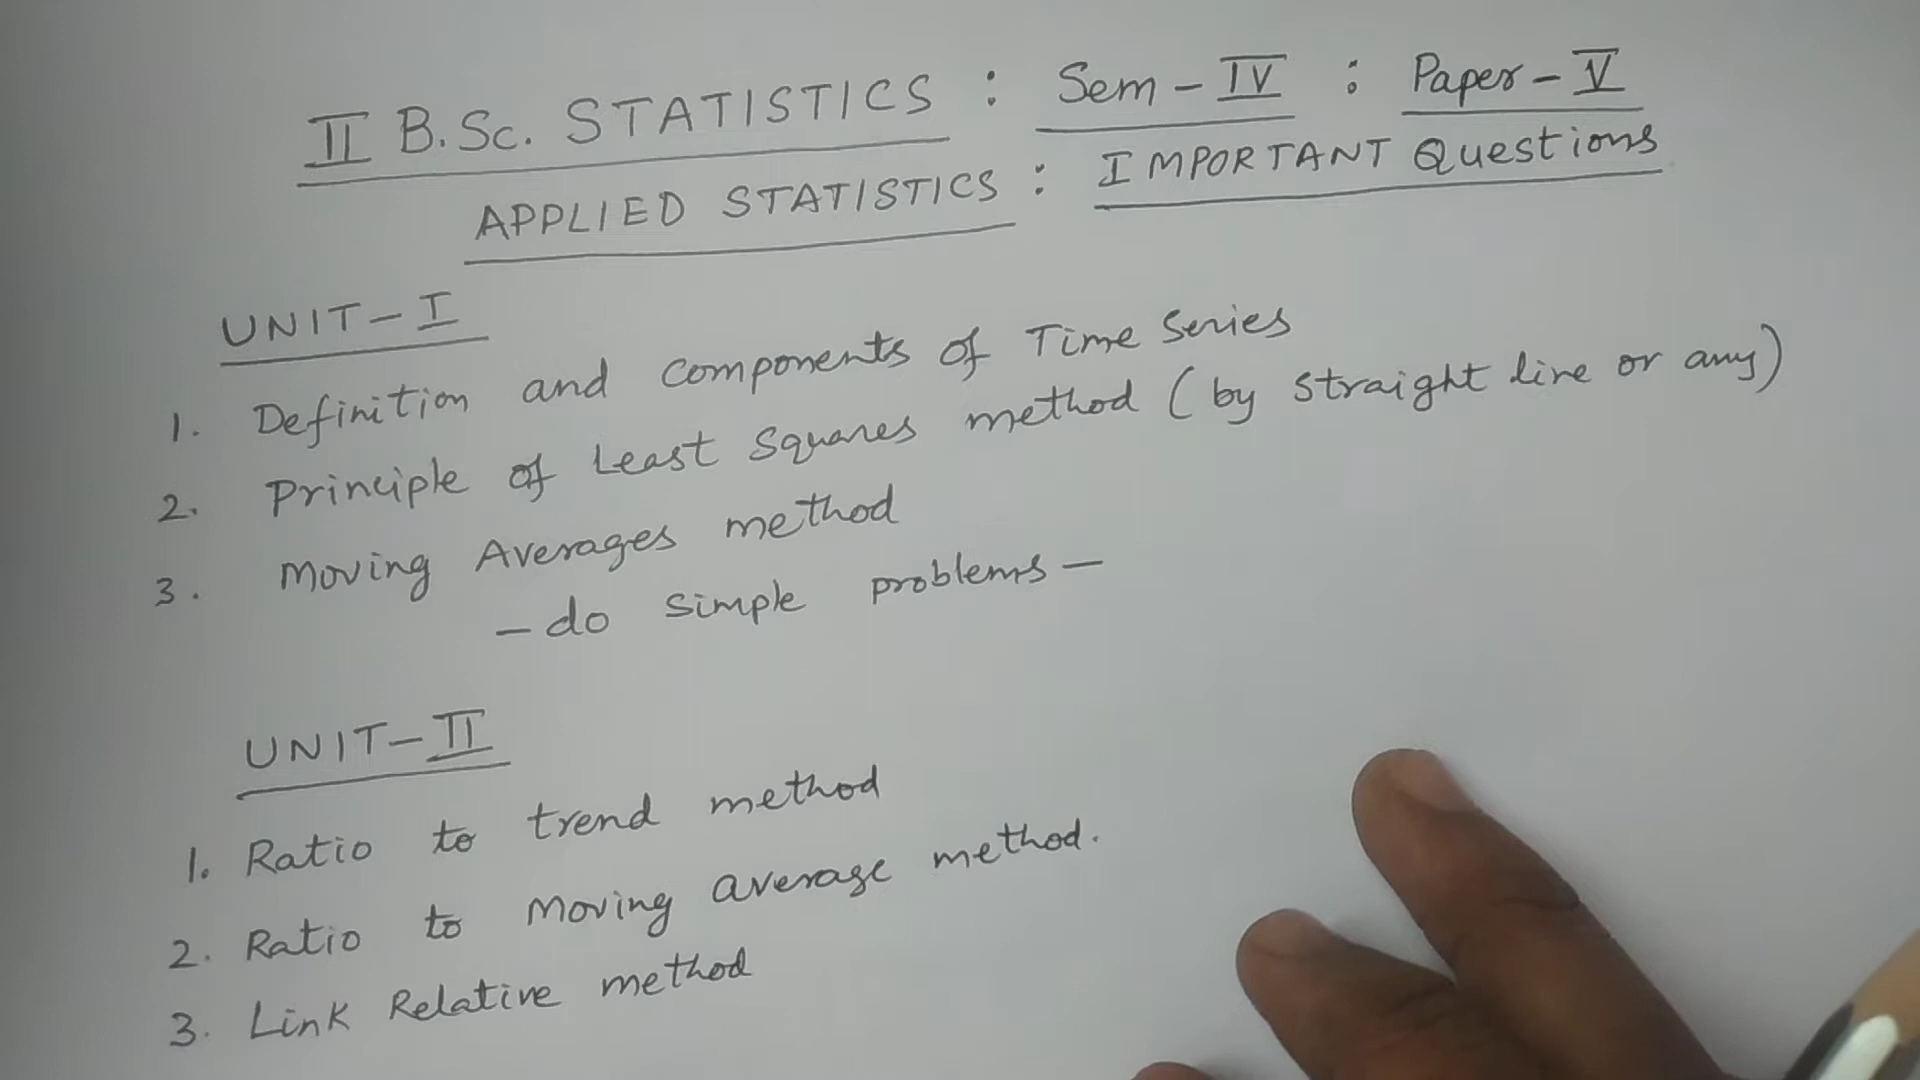 II B.Sc. STATISTICS : Sem - IV : Paper - V
APPLIED STATISTICS : IMPORTANT Questions
UNIT - I
1. Definition and components of Time Series
2. Principle of Least Squares method (by straight line or any)
3. Moving Averages method
- do simple problems -
UNIT - II
1. Ratio to trend method
2. Ratio to Moving average method.
3. Link Relative method